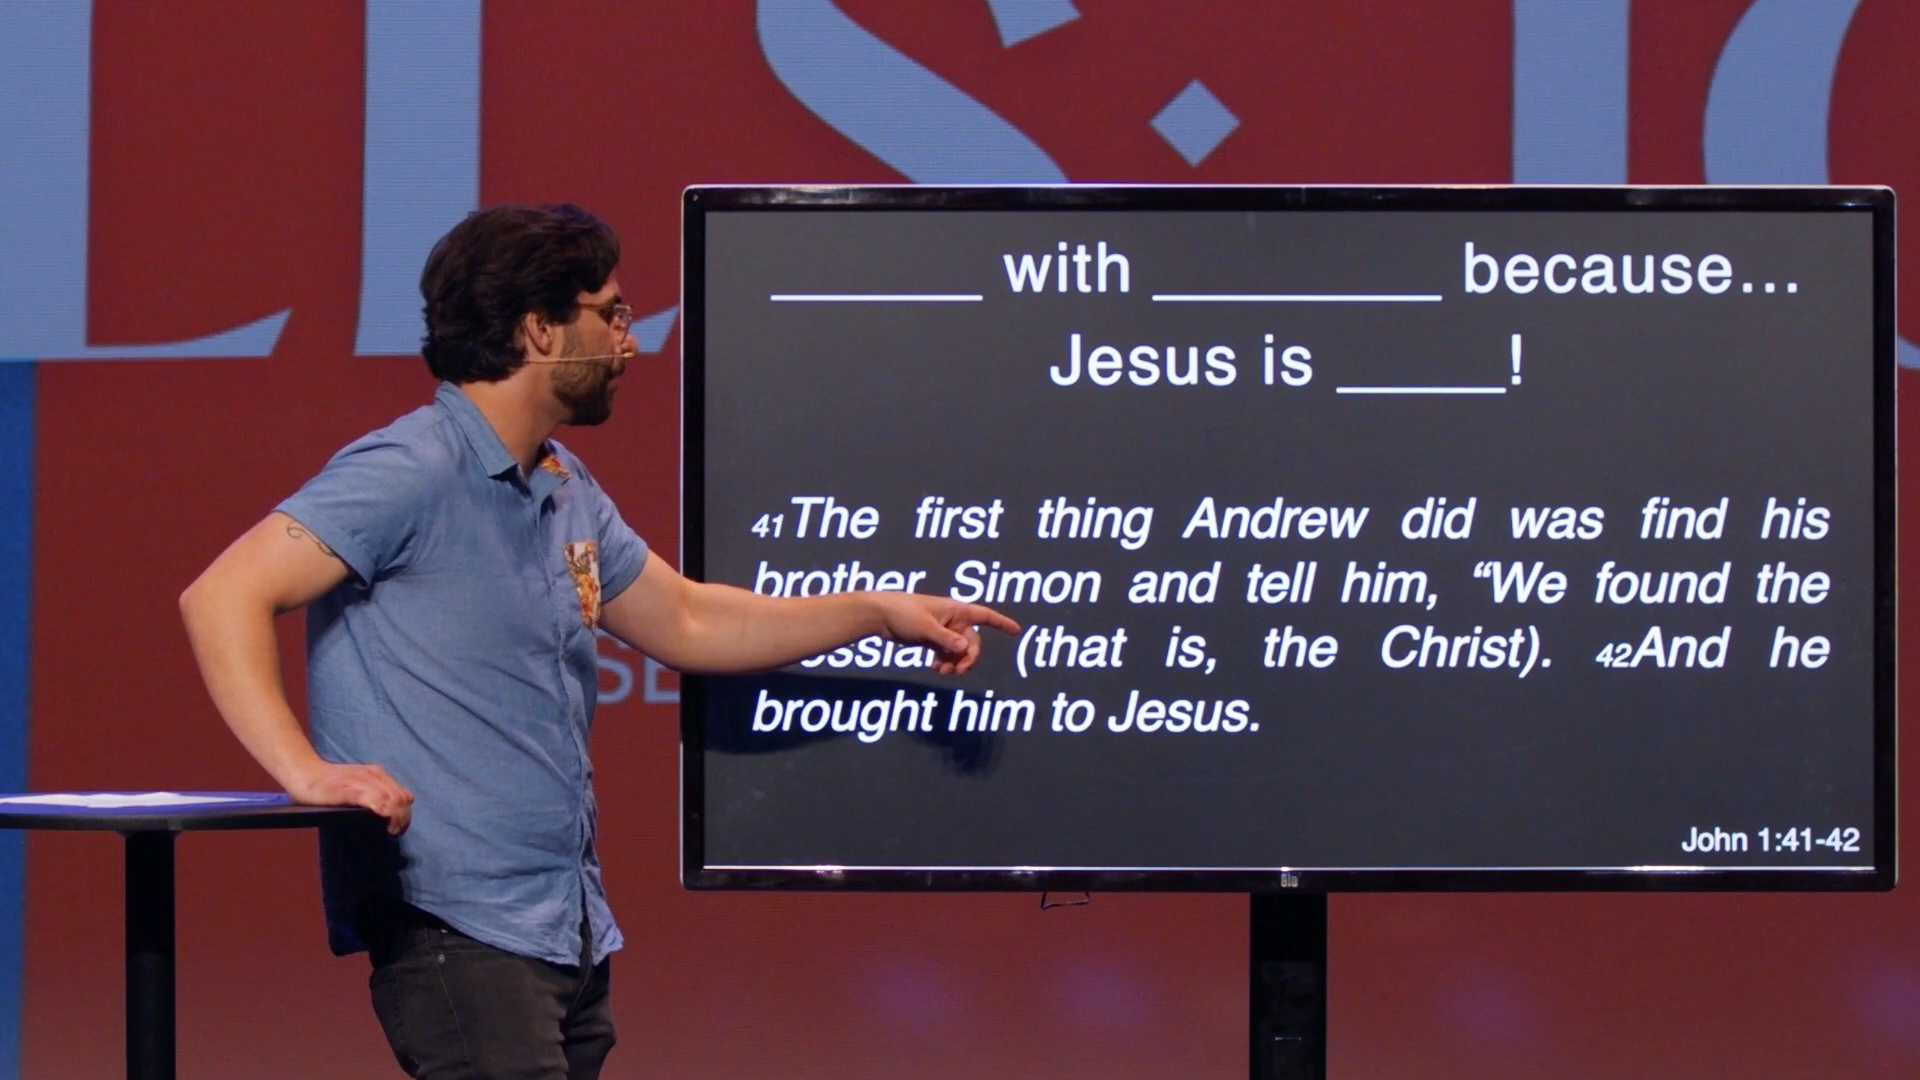 ______ with ________ because...
Jesus is _____!
41The first thing Andrew did was find his
brother Simon and tell him, “We found the
(that is, the Christ). 42And he
brought him to Jesus.
John 1:41-42
elo